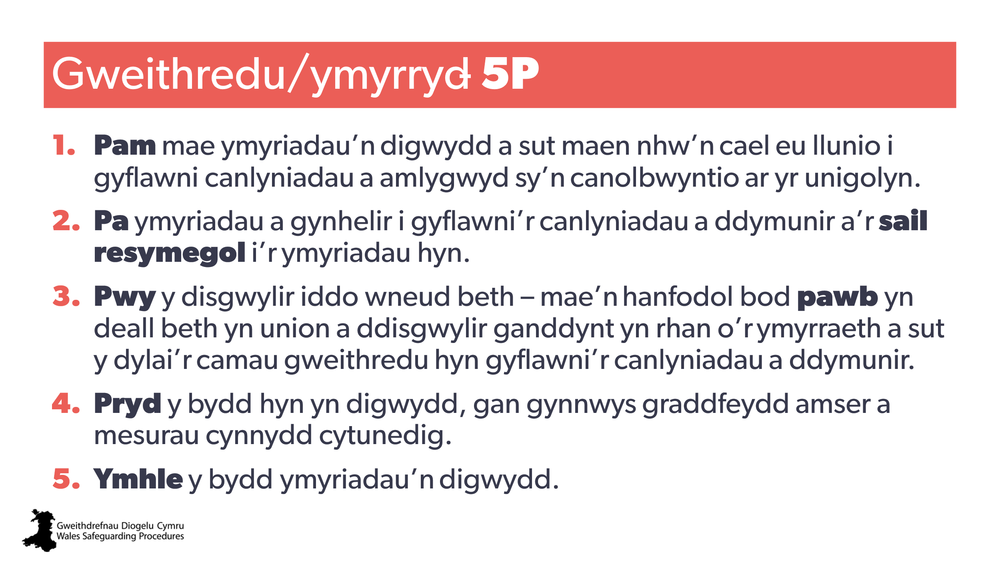 Gweithredu/ymyrryd - 5P
1. Pam mae ymyriadau’n digwydd a sut maen nhw’n cael eu llunio i
gyflawni canlyniadau a amlygwyd sy’n canolbwyntio ar yr unigolyn.
2. Pa ymyriadau a gynhelir i gyflawni’r canlyniadau a ddymunir a’r sail
resymegol i’r ymyriadau hyn.
3. Pwy y disgwylir iddo wneud beth – mae’n hanfodol bod pawb yn
deall beth yn union a ddisgwylir ganddynt yn rhan o’r ymyrraeth a sut
y dylai’r camau gweithredu hyn gyflawni’r canlyniadau a ddymunir.
4. Pryd y bydd hyn yn digwydd, gan gynnwys graddfeydd amser a
mesurau cynnydd cytunedig.
5. Ymhle y bydd ymyriadau’n digwydd.
Gweithdrefnau Diogelu Cymru
Wales Safeguarding Procedures